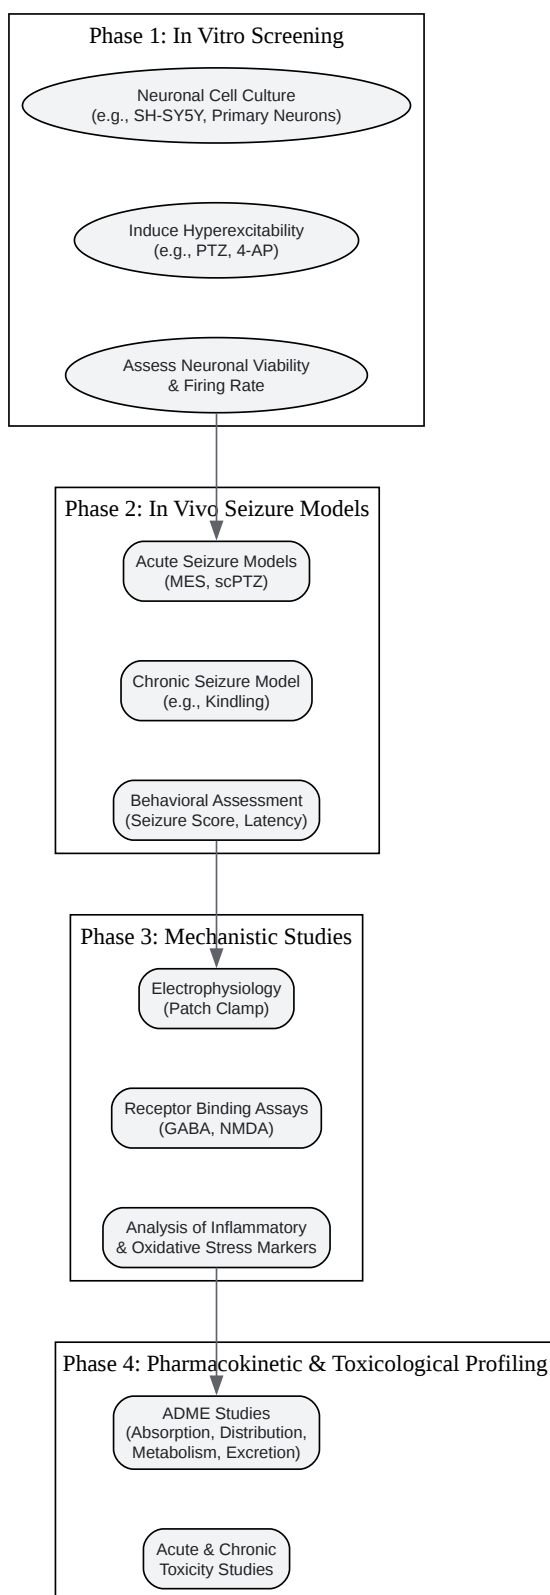 Phase 1: In Vitro Screening
Neuronal Cell Culture
(e.g., SH-SY5Y, Primary Neurons)
Induce Hyperexcitability
(e.g., PTZ, 4-AP)
Assess Neuronal Viability
& Firing Rate
Phase 2: In Vivo Seizure Models
Acute Seizure Models
(MES, scPTZ)
Chronic Seizure Model
(e.g., Kindling)
Behavioral Assessment
(Seizure Score, Latency)
Phase 3: Mechanistic Studies
Electrophysiology
(Patch Clamp)
Receptor Binding Assays
(GABA, NMDA)
Analysis of Inflammatory
& Oxidative Stress Markers
Phase 4: Pharmacokinetic & Toxicological Profiling
ADME Studies
(Absorption, Distribution,
Metabolism, Excretion)
Acute & Chronic
Toxicity Studies